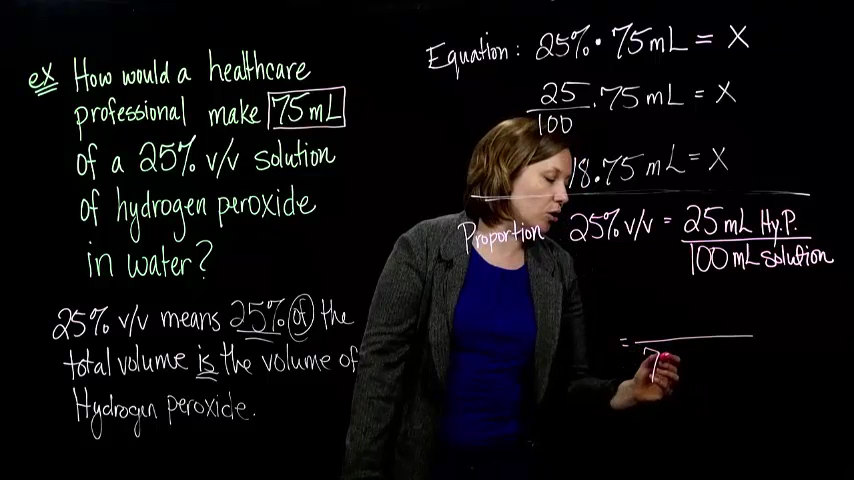 ex How would a healthcare
professional make 75 mL
of a 25% v/v solution
of hydrogen peroxide
in water?
25% v/v means 25% of the
total volume is the volume of
Hydrogen peroxide.
Equation: 25% • 75 mL = X
25/100 . 75 mL = X
18.75 mL = X
Proportion 25% v/v = 25 mL Hy.P.
100 mL solution
=
7